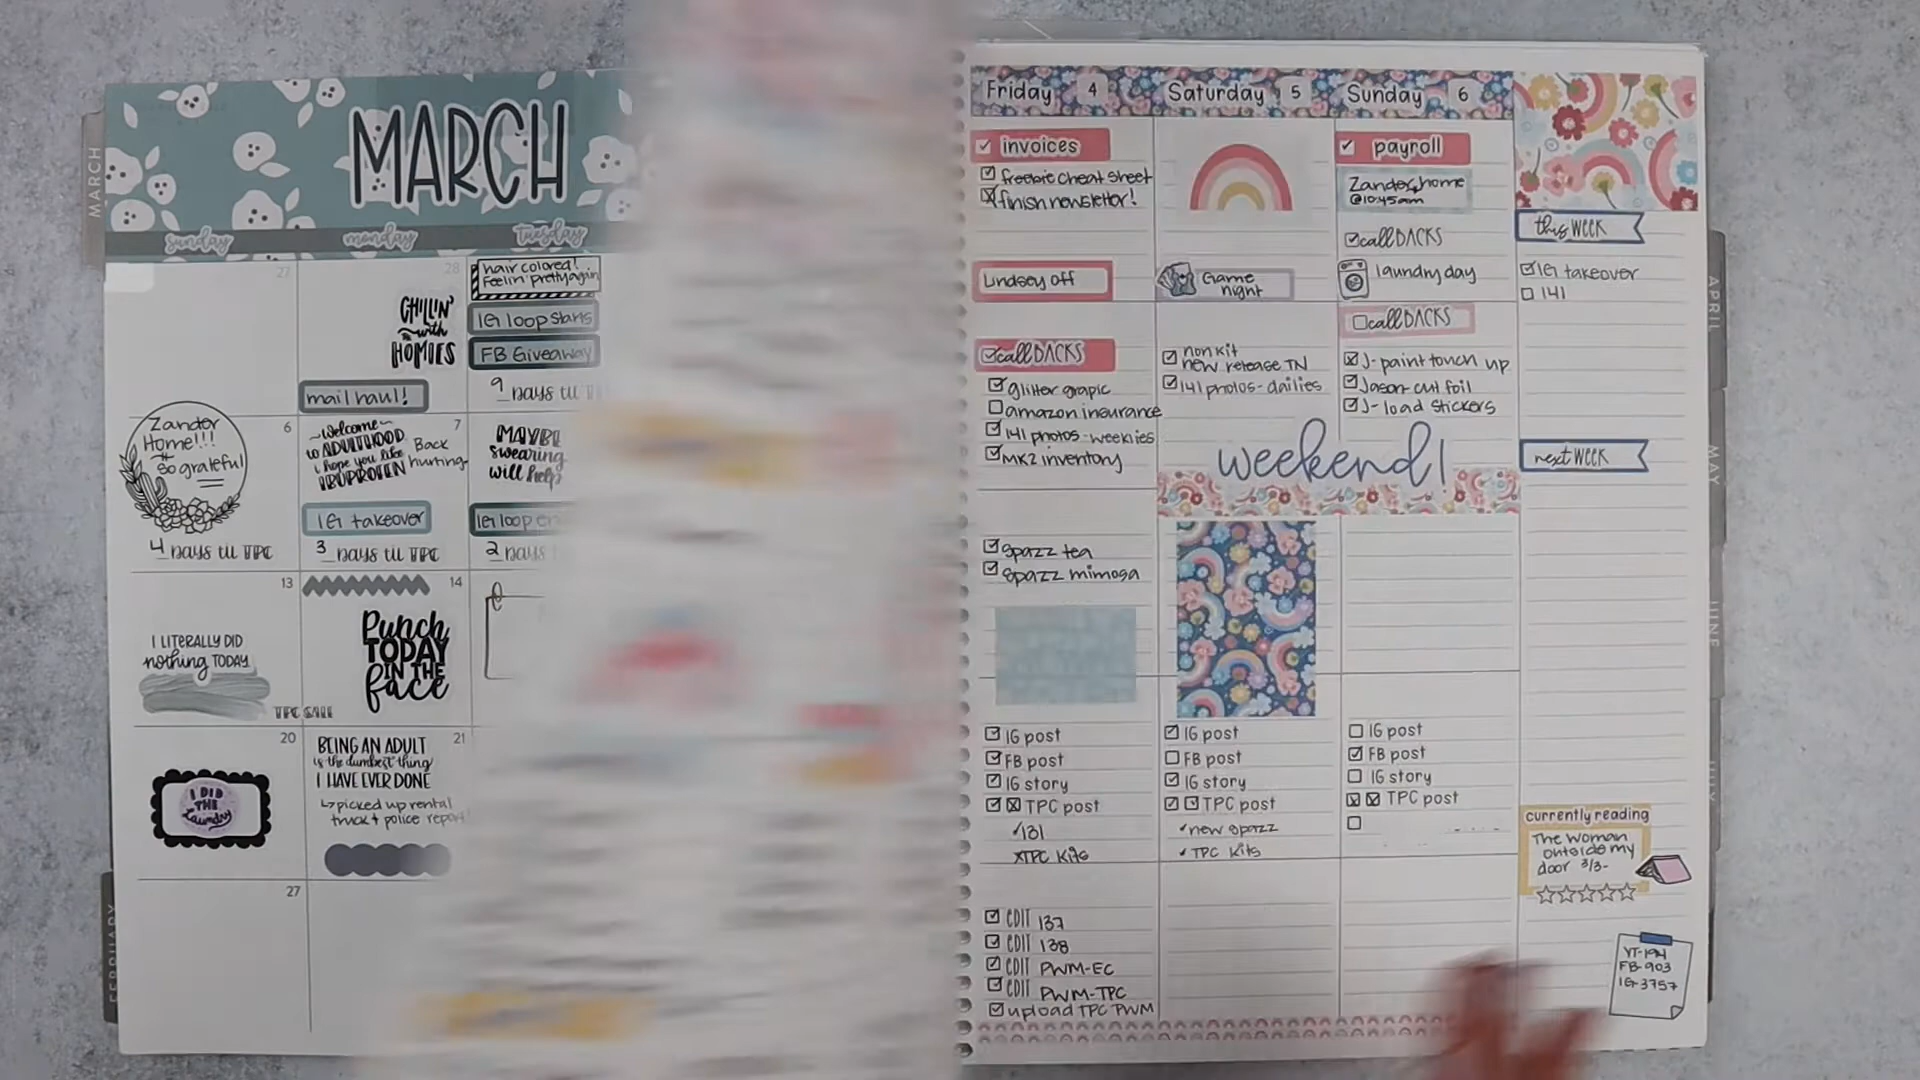 MARCH
MARCH
sunday
monday
tuesday
27
28
hair colored!
Feelin' pretty again
CHILLIN'
with
HOMIES
IG loop starts
FB Giveaway
mail haul!
9 Days til T
6
Zander
Home!!!
#
so grateful
4 Days til TPC
7
Welcome
to ADULTHOOD
i hope you like
IBUPROFEN
Back
hurting
IG takeover
3 Days til TPC
MAYBE
swearing
will help
IG loop en
2 Days
13
I LITERALLY DID
nothing TODAY
TPC SALE
14
Punch
TODAY
IN THE
face
20
I DID
THE
Laundry
21
BEING AN ADULT
is the dumbest thing
I HAVE EVER DONE
picked up rental
truck + police report
27
FEBRUARY
Friday 4
invoices
freebie cheat sheet
finish newsletter!
Lindsey off
call BACKS
glitter grapic
amazon insurance
141 photos-weeklies
MK2 inventory
spazz tea
spazz mimosa
IG post
FB post
IG story
TPC post
131
TPC Kits
EDIT 137
EDIT 138
EDIT PWM-EC
EDIT PWM-TPC
upload TPC PWM
Saturday 5
Game
night
non kit
new release TN
141 photos-dailies
weekend!
IG post
FB post
IG story
TPC post
new spazz
TPC Kits
Sunday 6
payroll
Zander home
@10:45am
call BACKS
laundry day
call BACKS
J-paint touch up
Jason-cut foil
J-load stickers
IG post
FB post
IG story
TPC post
this WEEK
IG takeover
141
next WEEK
currently reading
The woman
outside my
door 3/3-
YT-194
FB-903
IG-3757
APRIL
MAY
JUNE
JULY